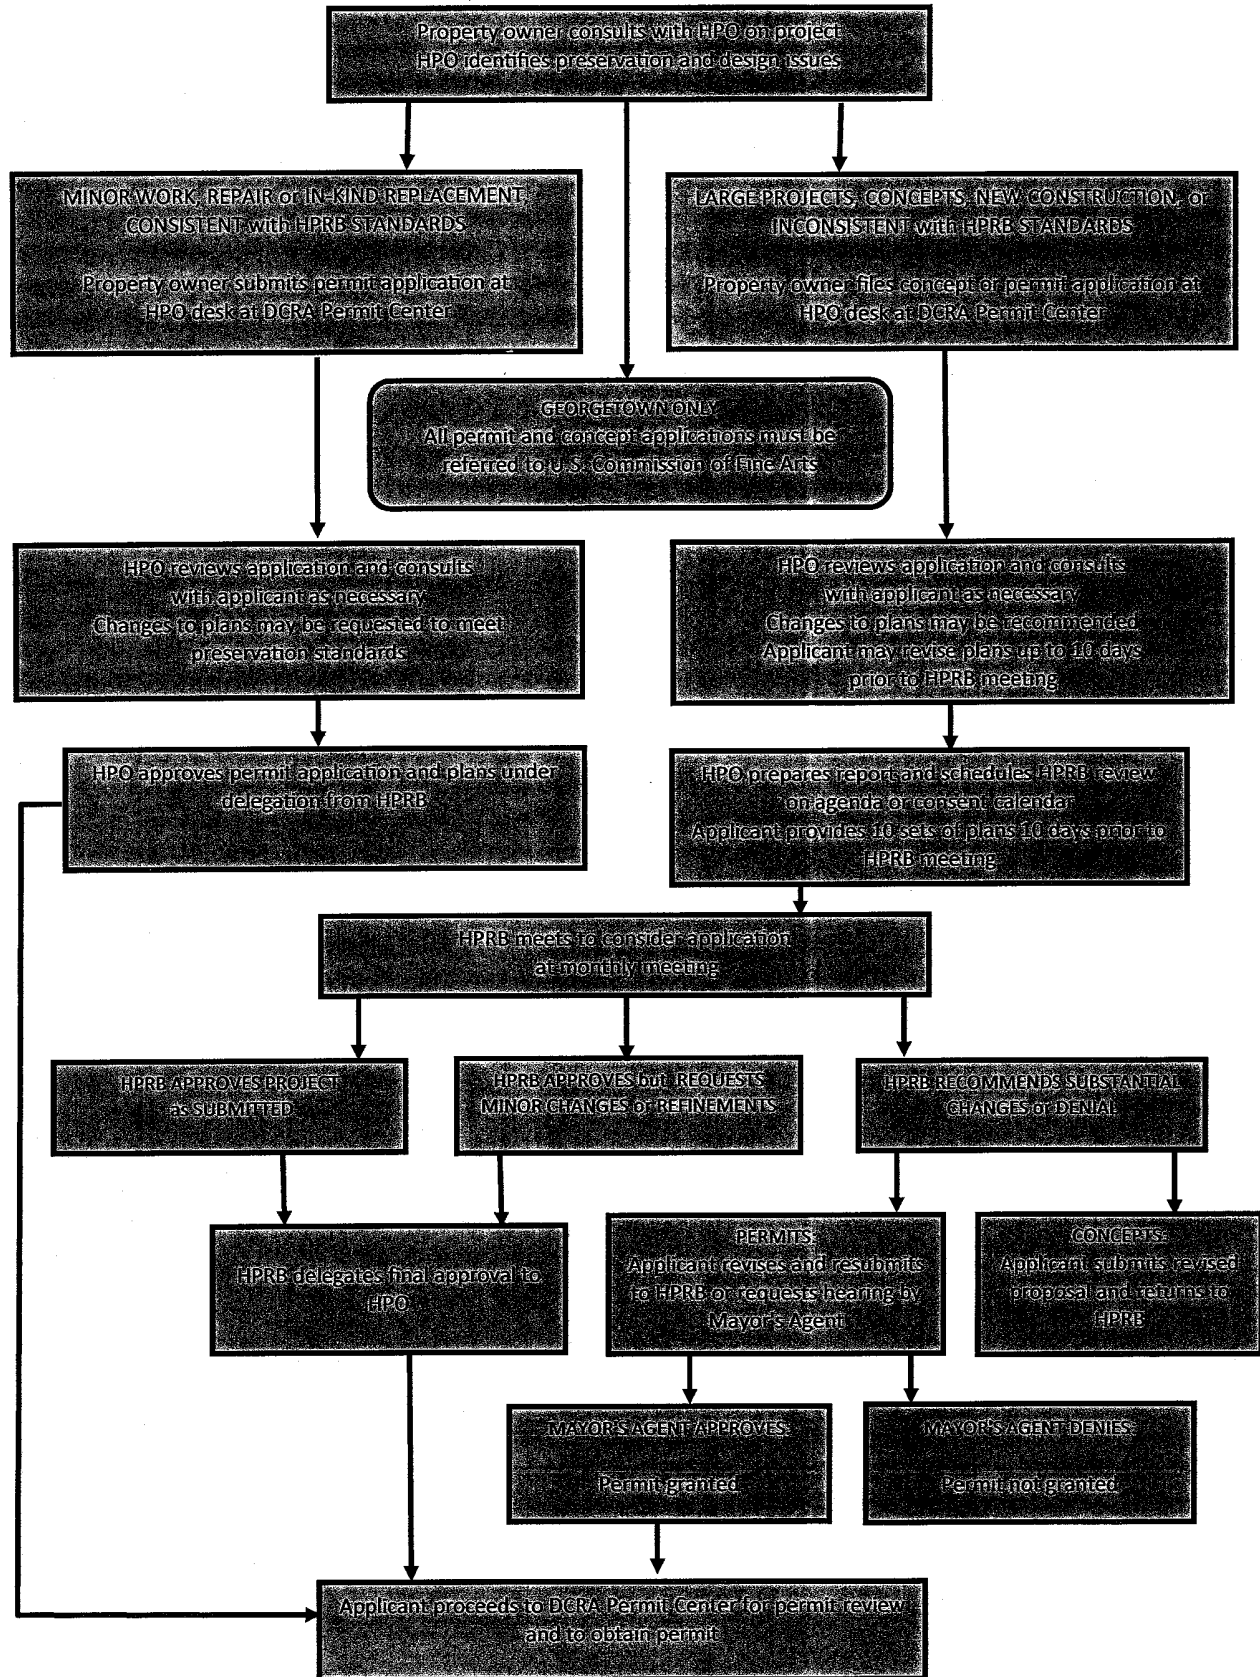 Property owner consults with HPO on project
HPO identifies preservation and design issues
MINOR WORK, REPAIR or IN-KIND REPLACEMENT,
CONSISTENT with HPRB STANDARDS
Property owner submits permit application at
HPO desk at DCRA Permit Center
LARGE PROJECTS, CONCEPTS, NEW CONSTRUCTION, or
INCONSISTENT with HPRB STANDARDS
Property owner files concept or permit application at
HPO desk at DCRA Permit Center
GEORGETOWN ONLY
All permit and concept applications must be
referred to U.S. Commission of Fine Arts
HPO reviews application and consults
with applicant as necessary
Changes to plans may be requested to meet
preservation standards
HPO reviews application and consults
with applicant as necessary
Changes to plans may be recommended
Applicant may revise plans up to 10 days
prior to HPRB meeting
HPO approves permit application and plans under
delegation from HPRB
HPO prepares report and schedules HPRB review
on agenda or consent calendar
Applicant provides 10 sets of plans 10 days prior to
HPRB meeting
HPRB meets to consider application
at monthly meeting
HPRB APPROVES PROJECT
as SUBMITTED
HPRB APPROVES but REQUESTS
MINOR CHANGES or REFINEMENTS
HPRB RECOMMENDS SUBSTANTIAL
CHANGES or DENIAL
HPRB delegates final approval to
HPO
PERMITS:
Applicant revises and resubmits
to HPRB or requests hearing by
Mayor's Agent
CONCEPTS:
Applicant submits revised
proposal and returns to
HPRB
MAYOR'S AGENT APPROVES:
Permit granted
MAYOR'S AGENT DENIES:
Permit not granted
Applicant proceeds to DCRA Permit Center for permit review
and to obtain permit